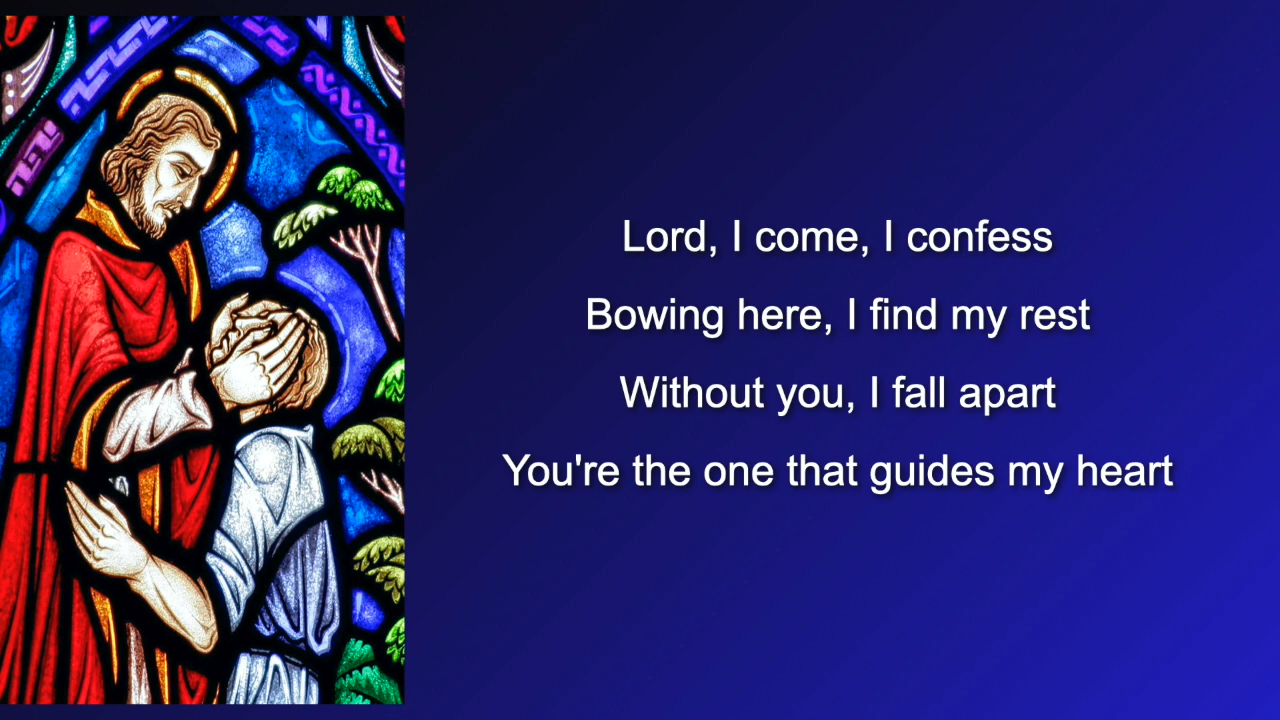 Lord, I come, I confess
Bowing here, I find my rest
Without you, I fall apart
You're the one that guides my heart